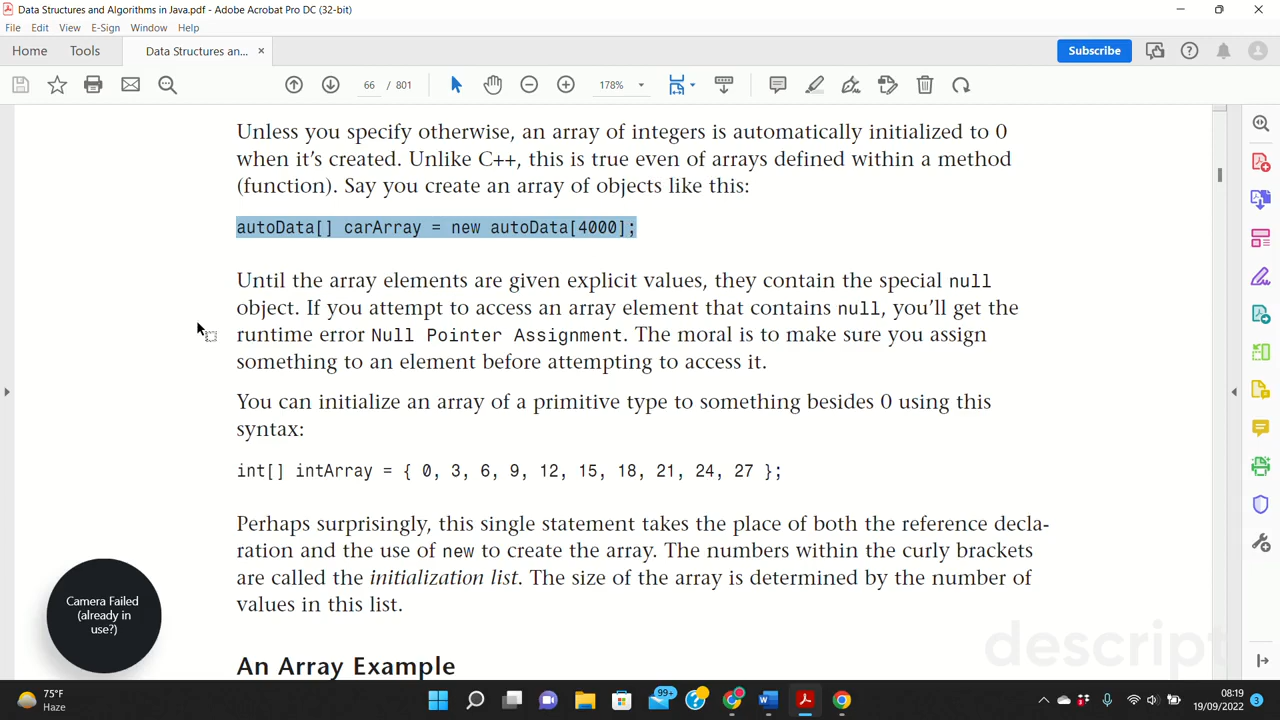 Data Structures and Algorithms in Java.pdf - Adobe Acrobat Pro DC (32-bit)
File Edit View E-Sign Window Help
Home Tools Data Structures an... ×
Subscribe
66 / 801
178%
Unless you specify otherwise, an array of integers is automatically initialized to 0
when it's created. Unlike C++, this is true even of arrays defined within a method
(function). Say you create an array of objects like this:
autoData[] carArray = new autoData[4000];
Until the array elements are given explicit values, they contain the special null
object. If you attempt to access an array element that contains null, you'll get the
runtime error Null Pointer Assignment. The moral is to make sure you assign
something to an element before attempting to access it.
You can initialize an array of a primitive type to something besides 0 using this
syntax:
int[] intArray = { 0, 3, 6, 9, 12, 15, 18, 21, 24, 27 };
Perhaps surprisingly, this single statement takes the place of both the reference decla-
ration and the use of new to create the array. The numbers within the curly brackets
are called the initialization list. The size of the array is determined by the number of
values in this list.
An Array Example
Camera Failed
(already in
use?)
descript
75°F
Haze
99+
08:19
19/09/2022
3